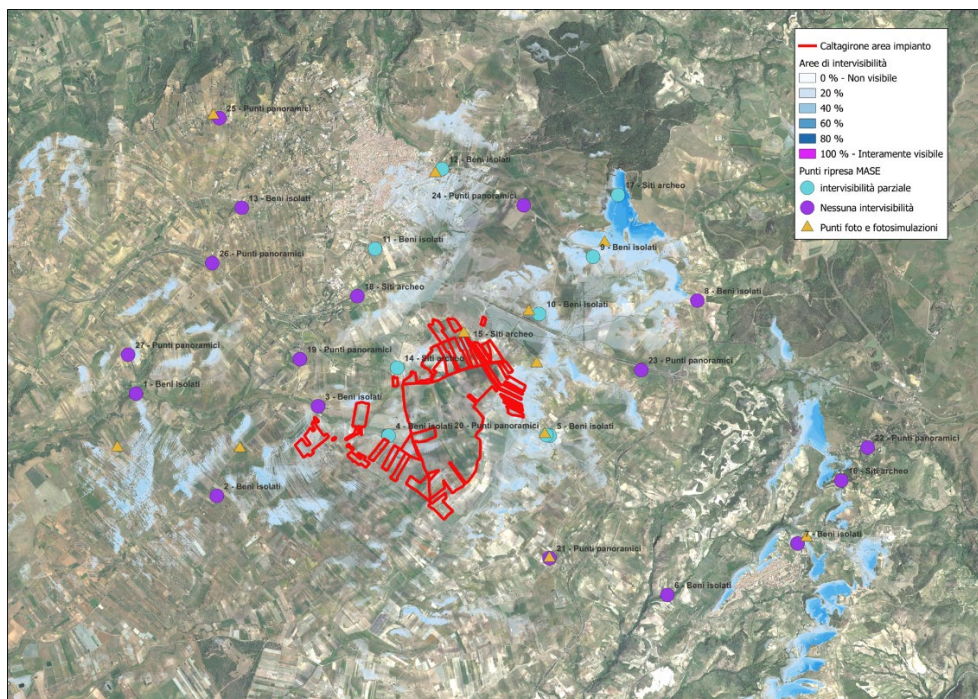 Caltagirone area impianto
Aree di intervisibilità
0 % - Non visibile
20 %
40 %
60 %
80 %
100 % - Interamente visibile
Punti ripresa MASE
intervisibilità parziale
Nessuna intervisibilità
Punti foto e fotosimulazioni
25 - Punti panoramici
12 - Beni isolati
17 - Siti archeo
24 - Punti panoramici
13 - Beni isolati
11 - Beni isolati
9 - Beni isolati
26 - Punti panoramici
18 - Siti archeo
8 - Beni isolati
10 - Beni isolati
15 - Siti archeo
27 - Punti panoramici
19 - Punti panoramici
14 - Siti archeo
23 - Punti panoramici
1 - Beni isolati
3 - Beni isolati
4 - Beni isolati
20 - Punti panoramici
5 - Beni isolati
22 - Punti panoramici
16 - Siti archeo
2 - Beni isolati
7 - Beni isolati
21 - Punti panoramici
6 - Beni isolati